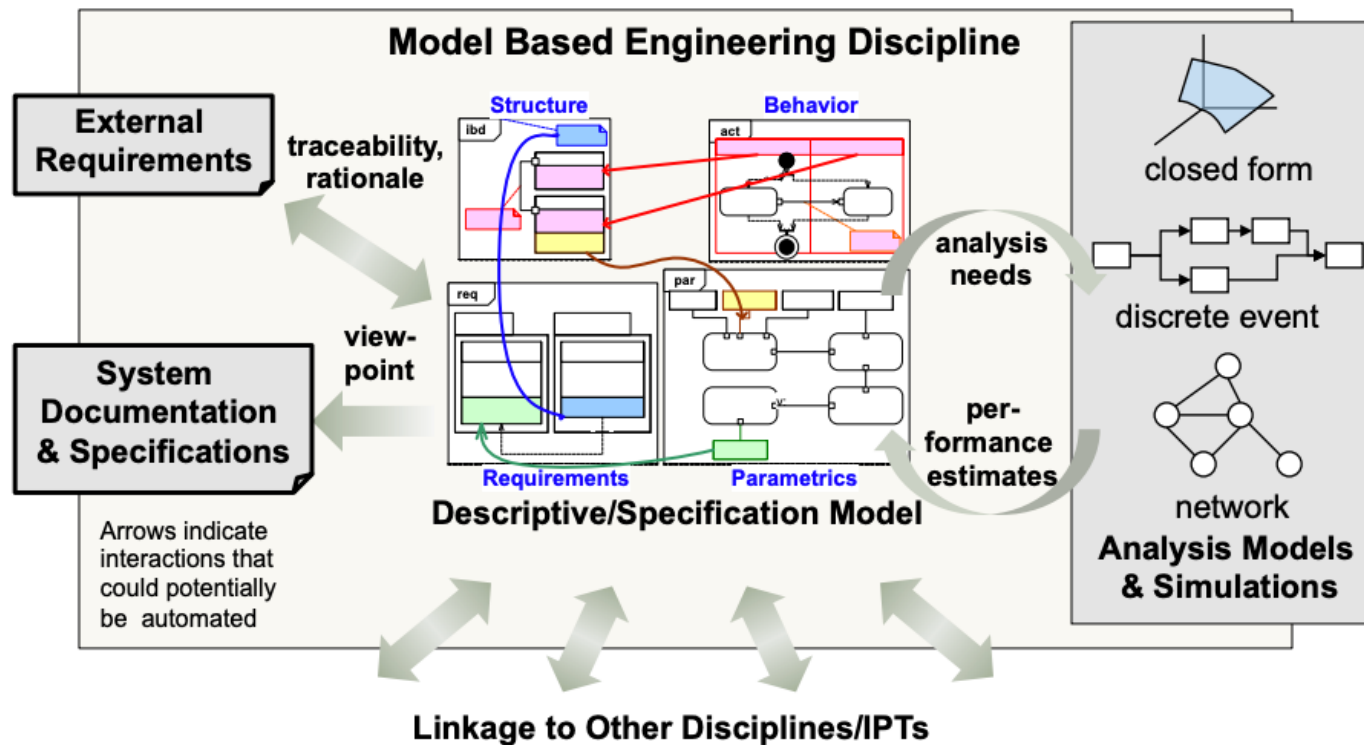 Model Based Engineering Discipline
External
Requirements
traceability,
rationale
Structure
ibd
Behavior
act
req
par
Requirements
Parametrics
Descriptive/Specification Model
view-
point
System
Documentation
& Specifications
Arrows indicate
interactions that
could potentially
be automated
analysis
needs
per-
formance
estimates
closed form
discrete event
network
Analysis Models
& Simulations
Linkage to Other Disciplines/IPTs